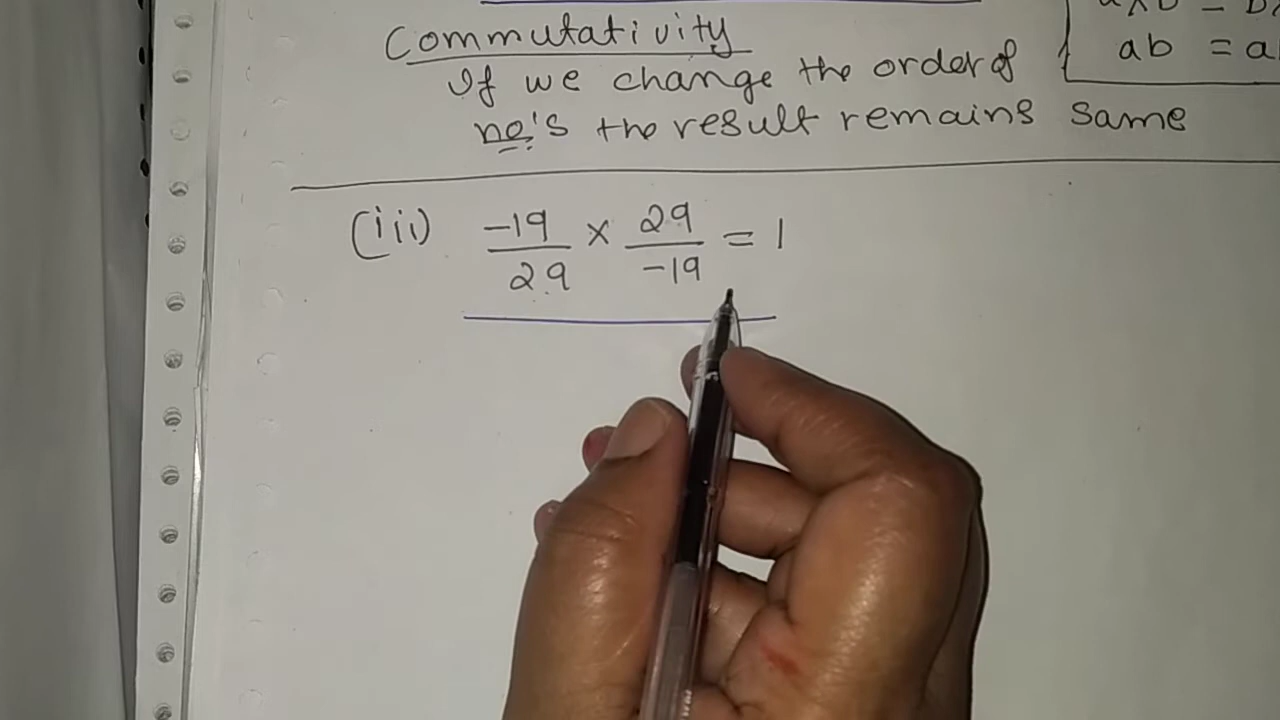 Commutativity
If we change the order of
no's the result remains same
ab = a
(iii) -19/29 × 29/-19 = 1